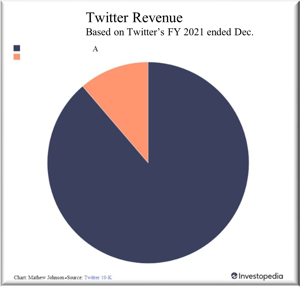 Twitter Revenue
Based on Twitter’s FY 2021 ended Dec.
A
Chart: Mathew Johnson•Source: Twitter 10-K
Investopedia